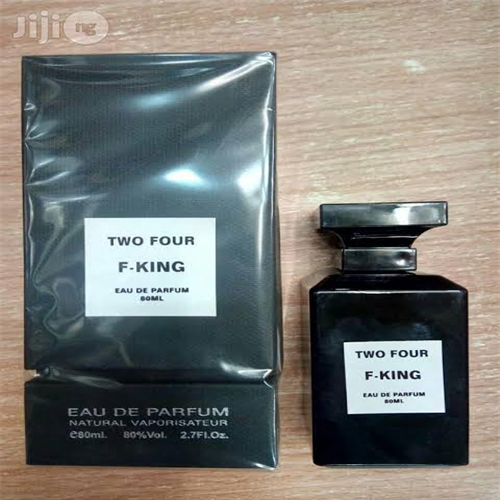 Jiji ng
TWO FOUR
F-KING
EAU DE PARFUM
80ML
EAU DE PARFUM
NATURAL VAPORISATEUR
℮80ml. 80%Vol. 2.7Fl.Oz.
TWO FOUR
F-KING
EAU DE PARFUM
80ML